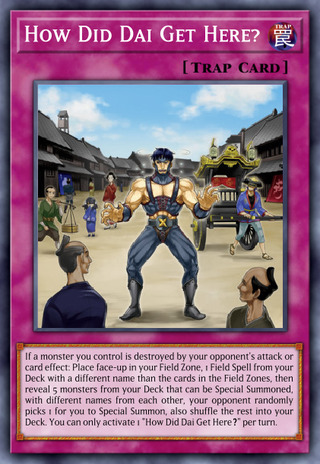 How Did Dai Get Here?
TRAP
罠
[Trap Card]
If a monster you control is destroyed by your opponent's attack or
card effect: Place face-up in your Field Zone, 1 Field Spell from your
Deck with a different name than the cards in the Field Zones, then
reveal 5 monsters from your Deck that can be Special Summoned,
with different names from each other, your opponent randomly
picks 1 for you to Special Summon, also shuffle the rest into your
Deck. You can only activate 1 "How Did Dai Get Here?" per turn.